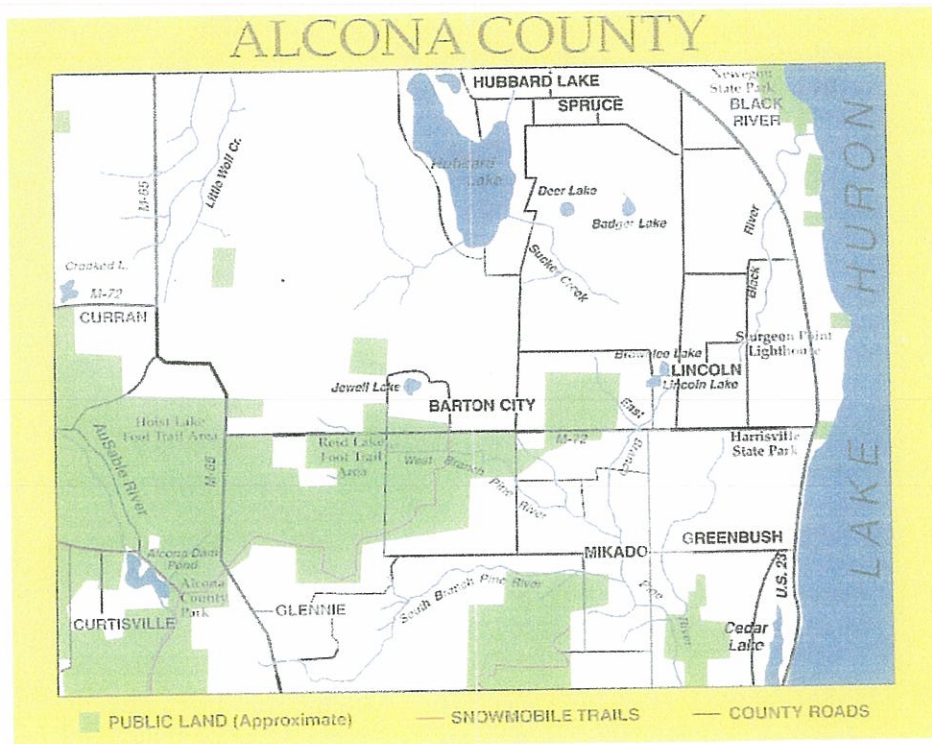 ALCONA COUNTY
HUBBARD LAKE
SPRUCE
Newegon
State Park
BLACK
RIVER
Hubbard
Lake
Little Wolf Cr.
M-65
Deer Lake
Badger Lake
River
Black
LAKE HURON
Crooked L.
M-72
CURRAN
Sucker Creek
Sturgeon Point
Lighthouse
Brownlee Lake
LINCOLN
Lincoln Lake
Jewell Lake
BARTON CITY
East
Branch
Hoist Lake
Foot Trail Area
Reid Lake
Foot Trail
Area
M-72
Harrisville
State Park
AuSable River
M-65
West Branch
Pine River
MIKADO
GREENBUSH
Alcona Dam
Pond
Alcona
County
Park
CURTISVILLE
GLENNIE
South Branch Pine River
Pine
River
U.S. 23
Cedar
Lake
PUBLIC LAND (Approximate)
SNOWMOBILE TRAILS
COUNTY ROADS